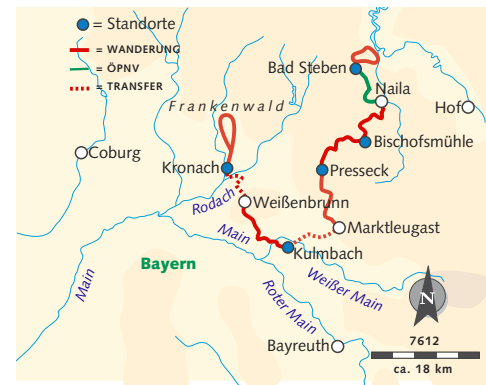 = Standorte
= WANDERUNG
= ÖPNV
= TRANSFER
Bad Steben
Naila
Frankenwald
Hof
Bischofsmühle
Coburg
Kronach
Presseck
Rodach
Weißenbrunn
Main
Marktleugast
Kulmbach
Bayern
Main
Weißer Main
Roter Main
N
Bayreuth
7612
ca. 18 km